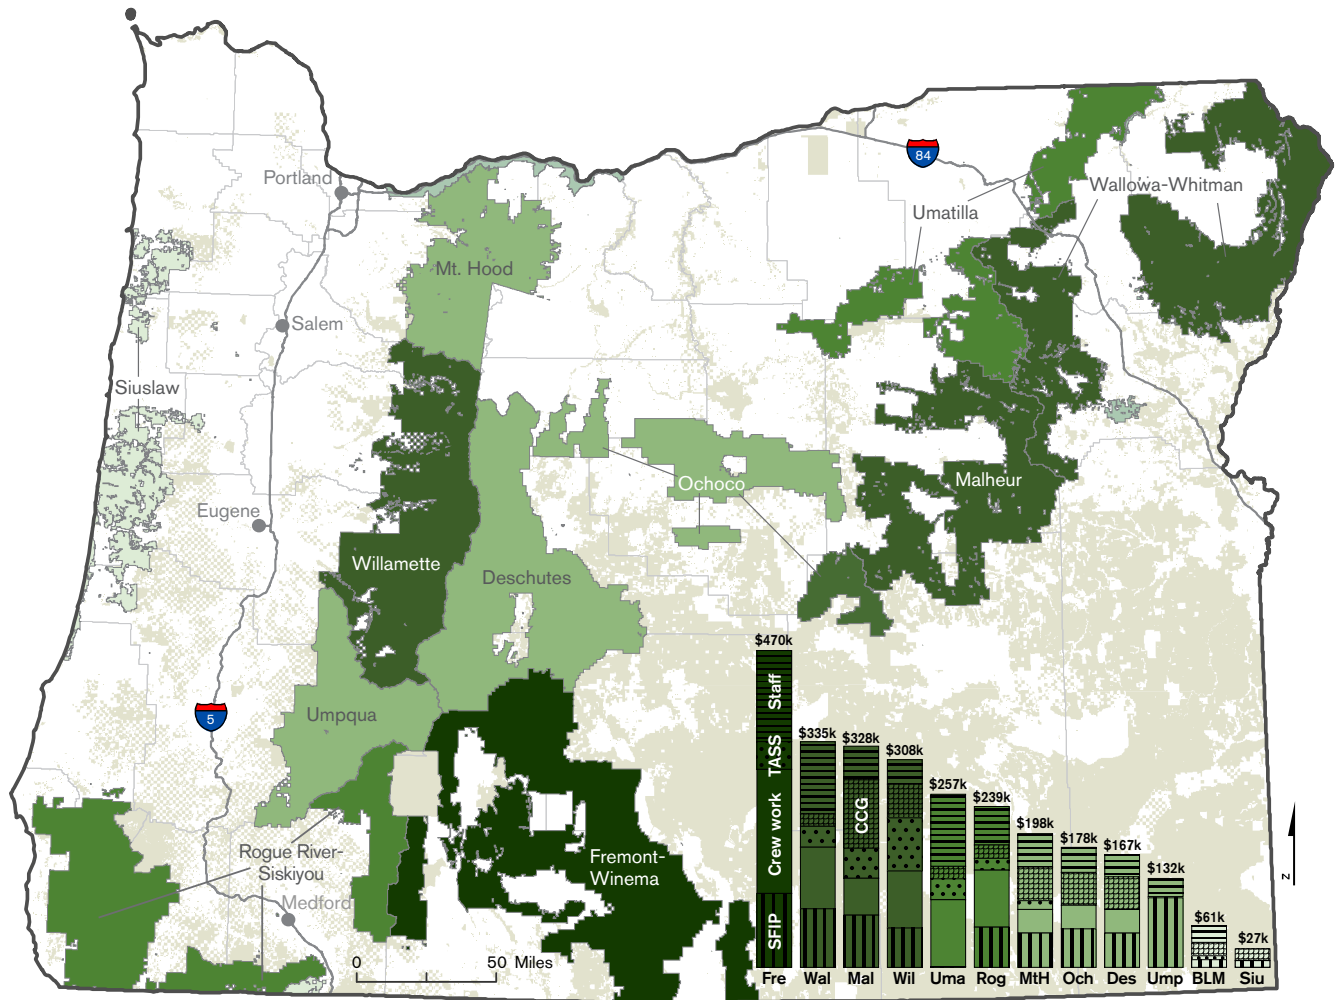 84
Portland
Wallowa-Whitman
Umatilla
Mt. Hood
Salem
Siuslaw
Ochoco
Malheur
Eugene
Willamette
Deschutes
Umpqua
5
Rogue River-
Siskiyou
Medford
Fremont-
Winema
0
50 Miles
$470k
$335k
$328k
$308k
$257k
$239k
$198k
$178k
$167k
$132k
$61k
$27k
Staff
TASS
Crew work
SFIP
CCG
Fre
Wal
Mal
Wil
Uma
Rog
MtH
Och
Des
Ump
BLM
Siu
N